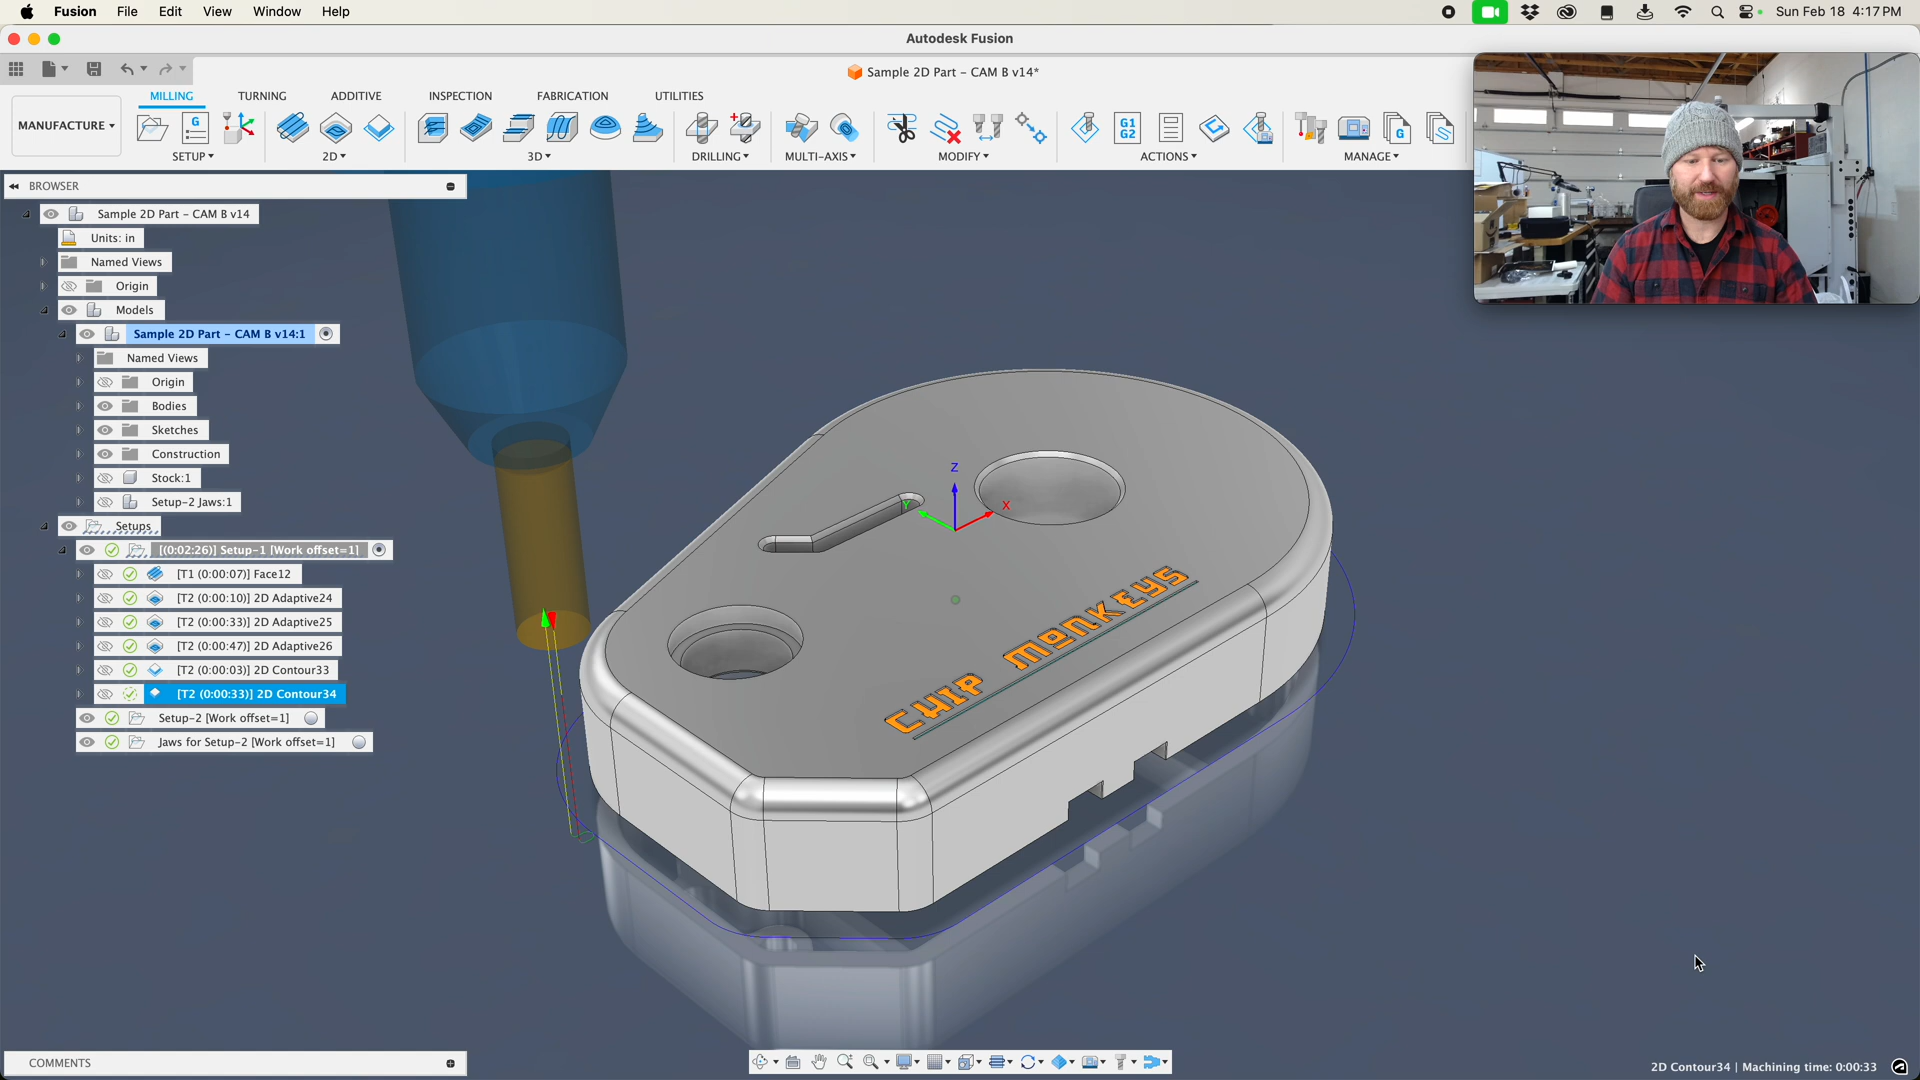 Fusion File Edit View Window Help
Sun Feb 18 4:17 PM
Autodesk Fusion
Sample 2D Part – CAM B v14*
MILLING TURNING ADDITIVE INSPECTION FABRICATION UTILITIES
MANUFACTURE
G
G1
G2
G
SETUP 2D 3D DRILLING MULTI-AXIS MODIFY ACTIONS MANAGE
BROWSER
Sample 2D Part – CAM B v14
Units: in
Named Views
Origin
Models
Sample 2D Part – CAM B v14:1
Named Views
Origin
Bodies
Sketches
Construction
Stock:1
Setup-2 Jaws:1
Setups
[(0:02:26)] Setup-1 [Work offset=1]
[T1 (0:00:07)] Face12
[T2 (0:00:10)] 2D Adaptive24
[T2 (0:00:33)] 2D Adaptive25
[T2 (0:00:47)] 2D Adaptive26
[T2 (0:00:03)] 2D Contour33
[T2 (0:00:33)] 2D Contour34
Setup-2 [Work offset=1]
Jaws for Setup-2 [Work offset=1]
Z
Y
X
CHIP MONKEYS
COMMENTS
2D Contour34 | Machining time: 0:00:33